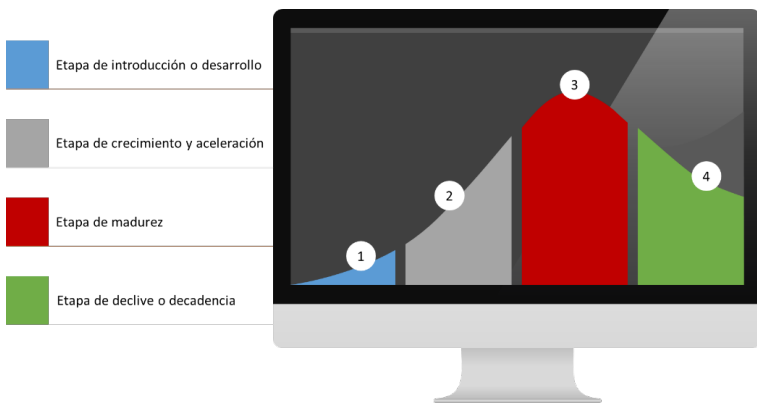 Etapa de introducción o desarrollo
Etapa de crecimiento y aceleración
Etapa de madurez
Etapa de declive o decadencia
1
2
3
4